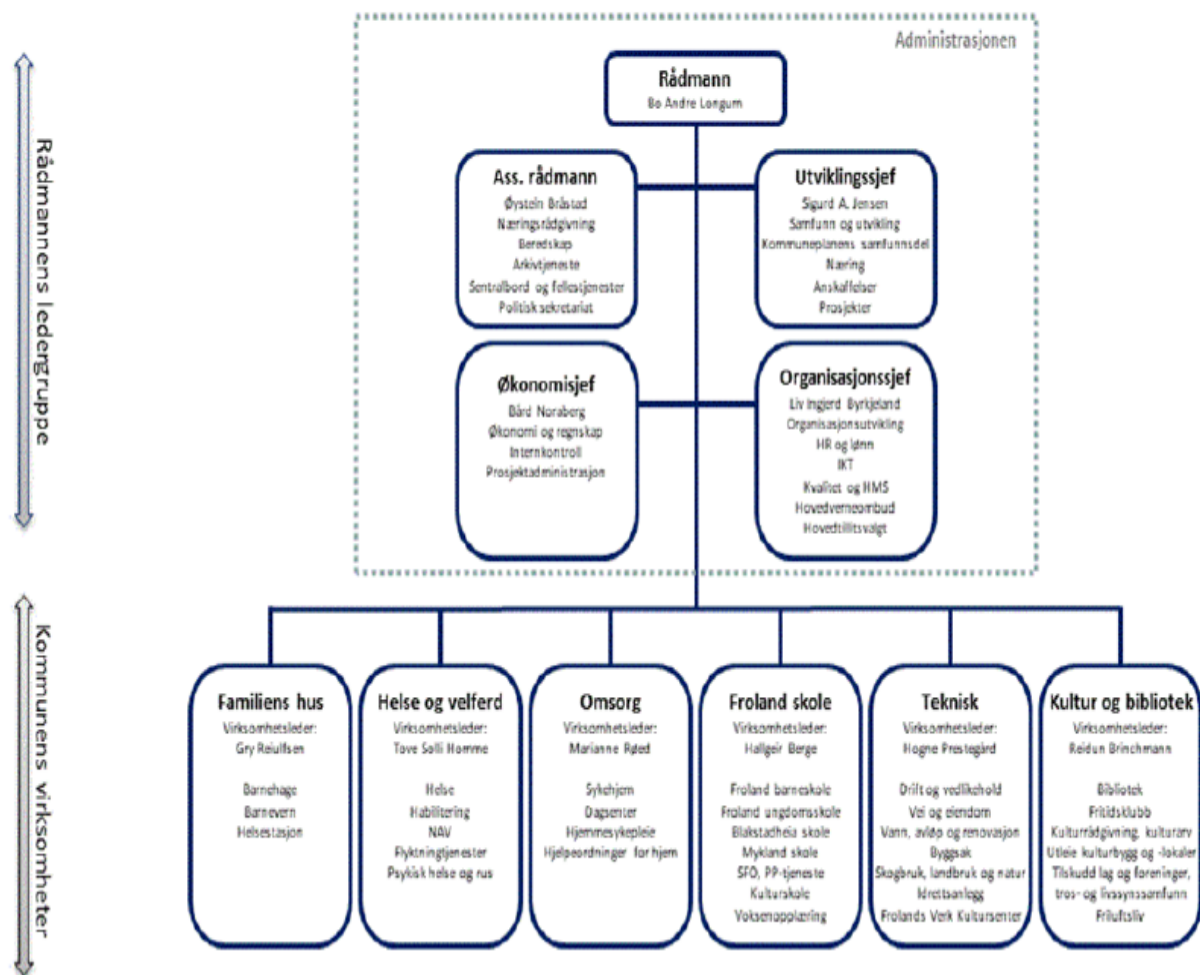 Administrasjonen
Rådmannens ledergruppe
Rådmann
Bo Andre Longum
Ass. rådmann
Øystein Bråstad
Næringsrådgivning
Beredskap
Arkivtjeneste
Sentralbord og fellestjenester
Politisk sekretariat
Utviklingssjef
Sigurd A. Jensen
Samfunn og utvikling
Kommuneplanens samfunnsdel
Næring
Anskaffelser
Prosjekter
Økonomisjef
Bård Noraberg
Økonomi og regnskap
Internkontroll
Prosjektadministrasjon
Organisasjonssjef
Liv Ingjerd Byrkjeland
Organisasjonsutvikling
HR og lønn
IKT
Kvalitet og HMS
Hovedverneombud
Hovedtillitsvalgt
Kommunens virksomheter
Familiens hus
Virksomhetsleder:
Gry Reiulfsen
Barnehage
Barnevern
Helsestasjon
Helse og velferd
Virksomhetsleder:
Tove Solli Homme
Helse
Habilitering
NAV
Flyktningtjenester
Psykisk helse og rus
Omsorg
Virksomhetsleder:
Marianne Røed
Sykehjem
Dagsenter
Hjemmesykepleie
Hjelpeordninger for hjem
Froland skole
Virksomhetsleder:
Hallgeir Berge
Froland barneskole
Froland ungdomsskole
Blakstadheia skole
Mykland skole
SFO, PP-tjeneste
Kulturskole
Voksenopplæring
Teknisk
Virksomhetsleder:
Hogne Prestegård
Drift og vedlikehold
Vei og eiendom
Vann, avløp og renovasjon
Byggsak
Skogbruk, landbruk og natur
Idrettsanlegg
Frolands Verk Kultursenter
Kultur og bibliotek
Virksomhetsleder:
Reidun Brinchmann
Bibliotek
Fritidsklubb
Kulturrådgivning, kulturarv
Utleie kulturbygg og -lokaler
Tilskudd lag og foreninger,
tros- og livssynssamfunn
Friluftsliv